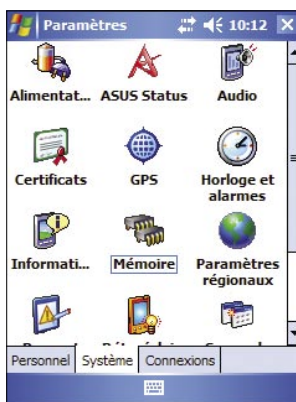 Paramètres 10:12
Alimentat... ASUS Status Audio
Certificats GPS Horloge et
alarmes
Informati... Mémoire Paramètres
régionaux
Personnel Système Connexions